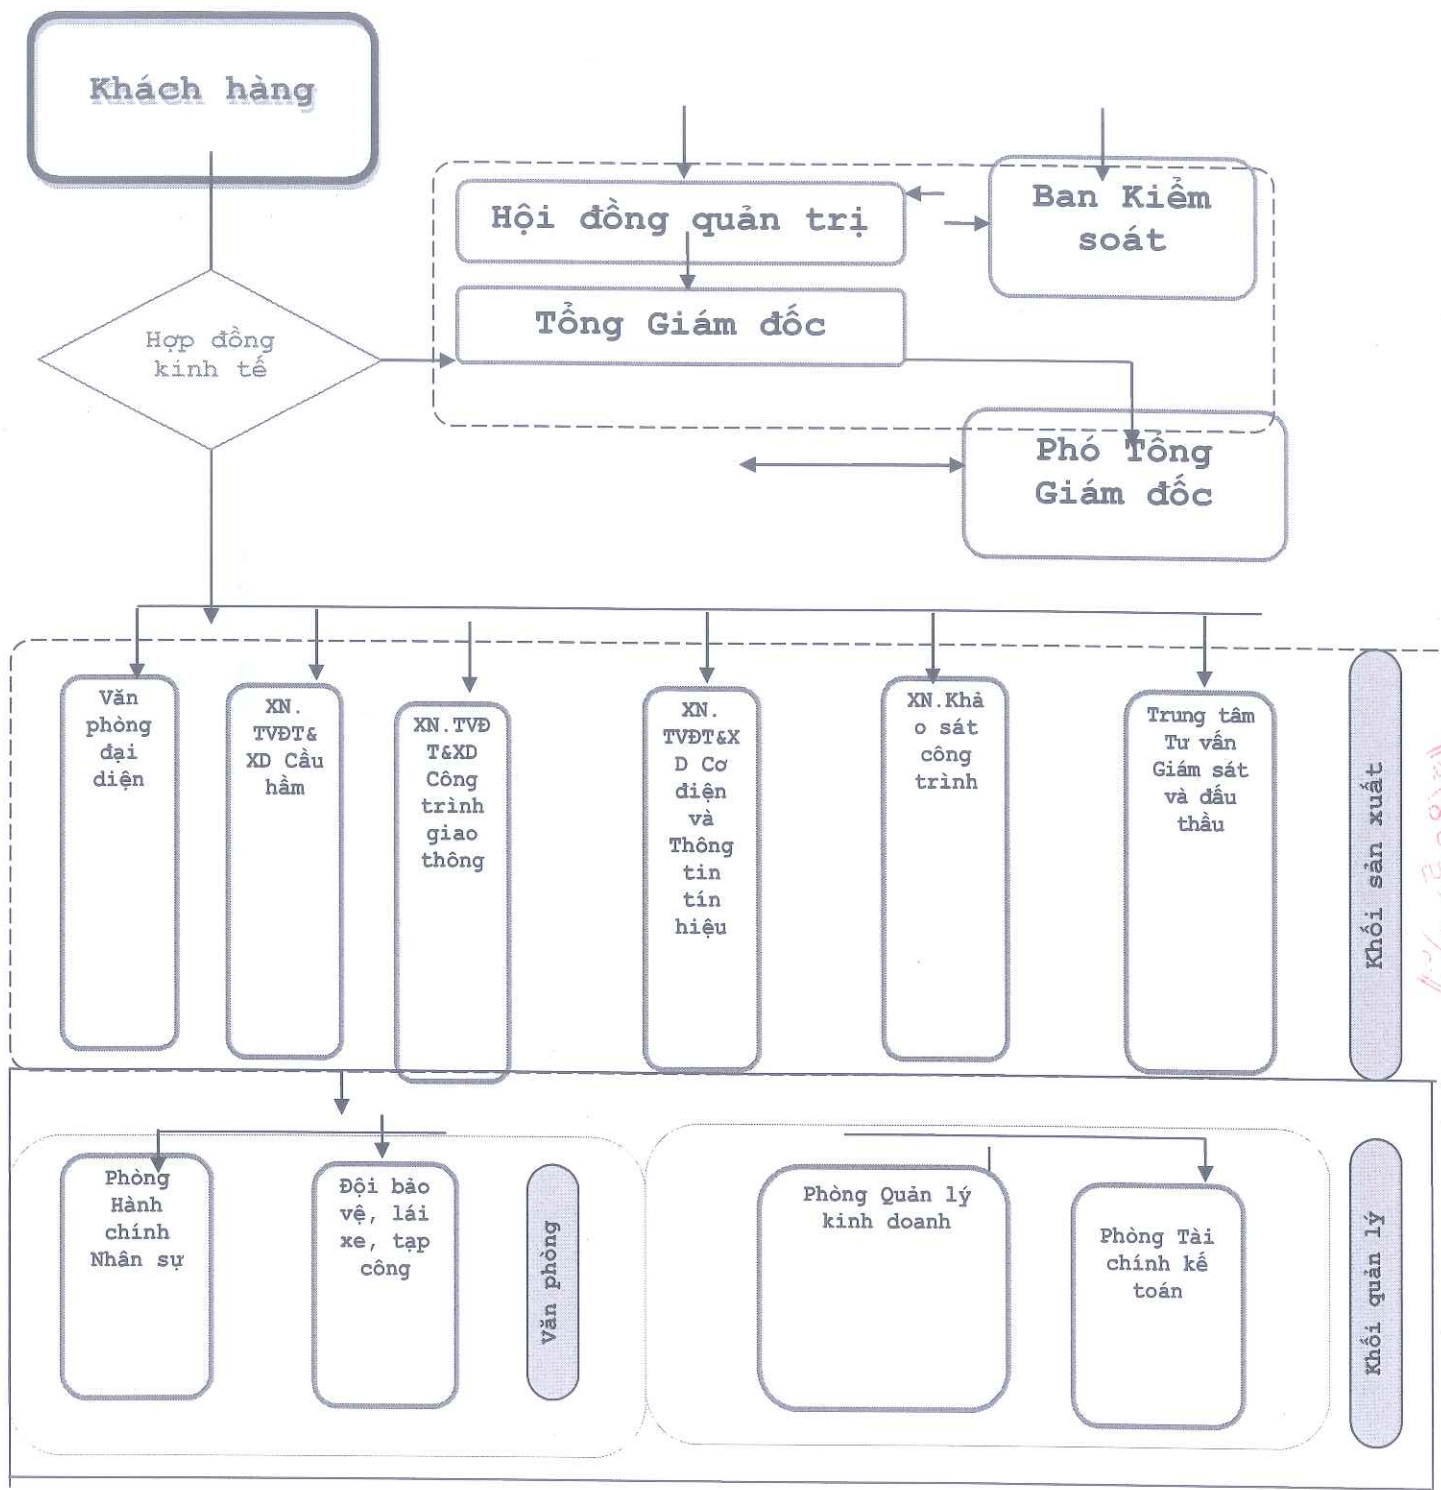 Khách hàng
Hội đồng quản trị
Ban Kiểm
soát
Tổng Giám đốc
Hợp đồng
kinh tế
Phó Tổng
Giám đốc
Văn
phòng
đại
diện
XN.
TVĐT&
XD Cầu
hầm
XN.TVĐ
T&XD
Công
trình
giao
thông
XN.
TVĐT&X
D Cơ
điện
và
Thông
tin
tín
hiệu
XN.Khả
o sát
công
trình
Trung tâm
Tư vấn
Giám sát
và đấu
thầu
Khối sản xuất
Phòng
Hành
chính
Nhân sự
Đội bảo
vệ, lái
xe, tạp
công
Văn phòng
Phòng Quản lý
kinh doanh
Phòng Tài
chính kế
toán
Khối quản lý